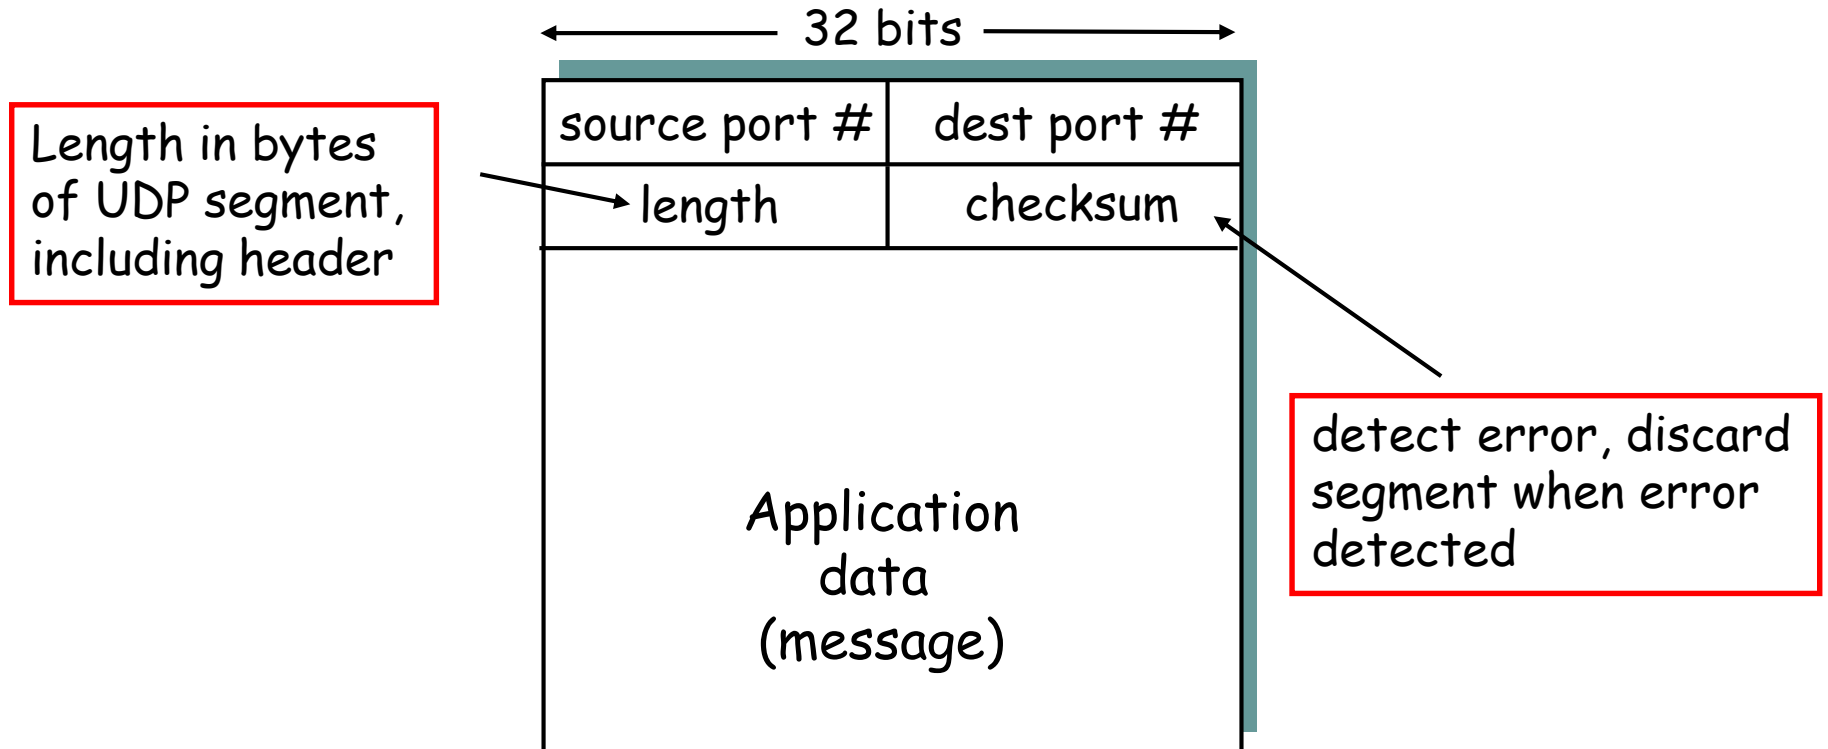 32 bits
source port # dest port #
Length in bytes
of UDP segment,
including header
length checksum
detect error, discard
segment when error
detected
Application
data
(message)